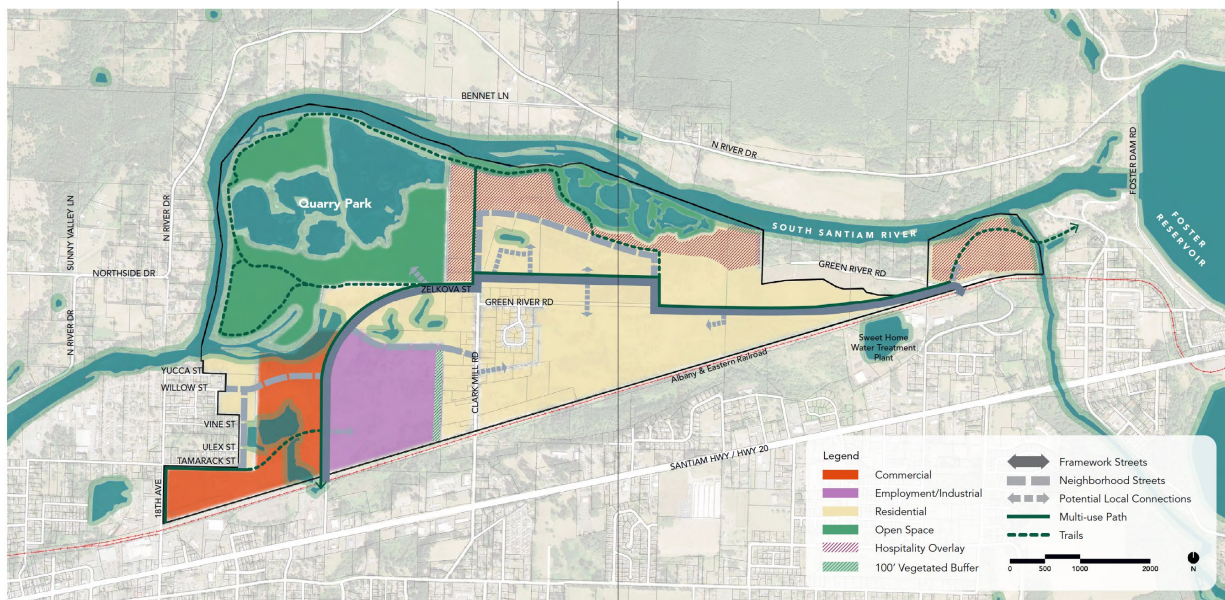 BENNET LN
N RIVER DR
FOSTER DAM RD
SUNNY VALLEY LN
N RIVER DR
Quarry Park
FOSTER
RESERVOIR
SOUTH SANTIAM RIVER
NORTHSIDE DR
GREEN RIVER RD
ZELKOVA ST
GREEN RIVER RD
N RIVER DR
Sweet Home
Water Treatment
Plant
Albany & Eastern Railroad
YUCCA ST
WILLOW ST
CLARK MILL RD
VINE ST
ULEX ST
TAMARACK ST
18TH AVE
SANTIAM HWY / HWY 20
Legend
Commercial
Employment/Industrial
Residential
Open Space
Hospitality Overlay
100' Vegetated Buffer
Framework Streets
Neighborhood Streets
Potential Local Connections
Multi-use Path
Trails
0 500 1000 2000
N